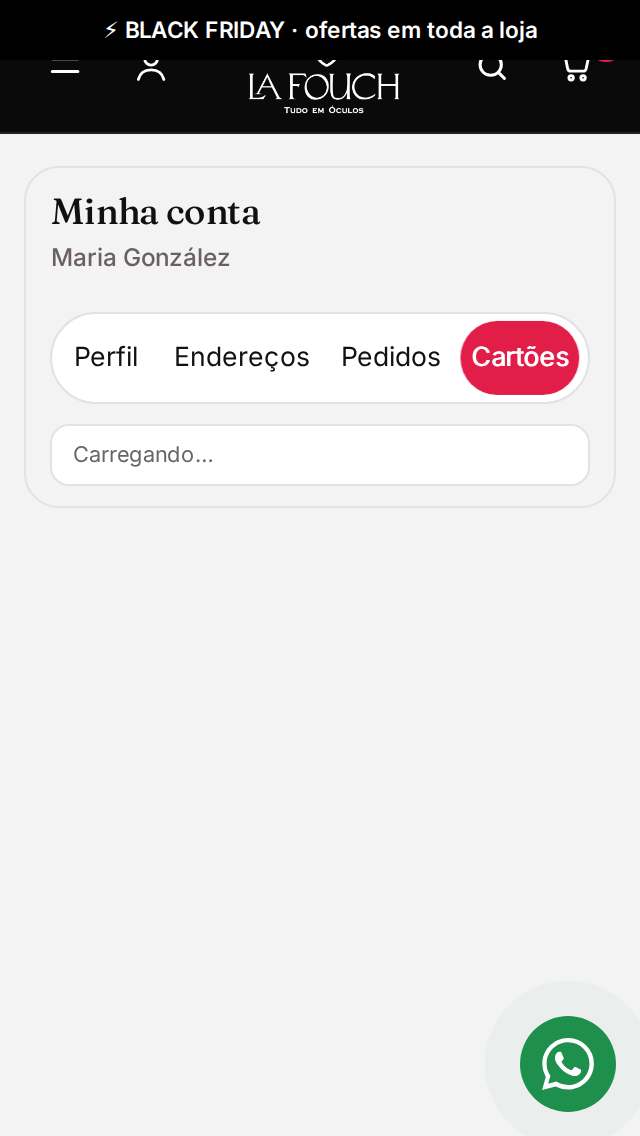 ⚡ BLACK FRIDAY · ofertas em toda a loja
LA FOUCH
Tudo em Óculos
Minha conta
Maria González
Perfil Endereços Pedidos Cartões
Carregando...